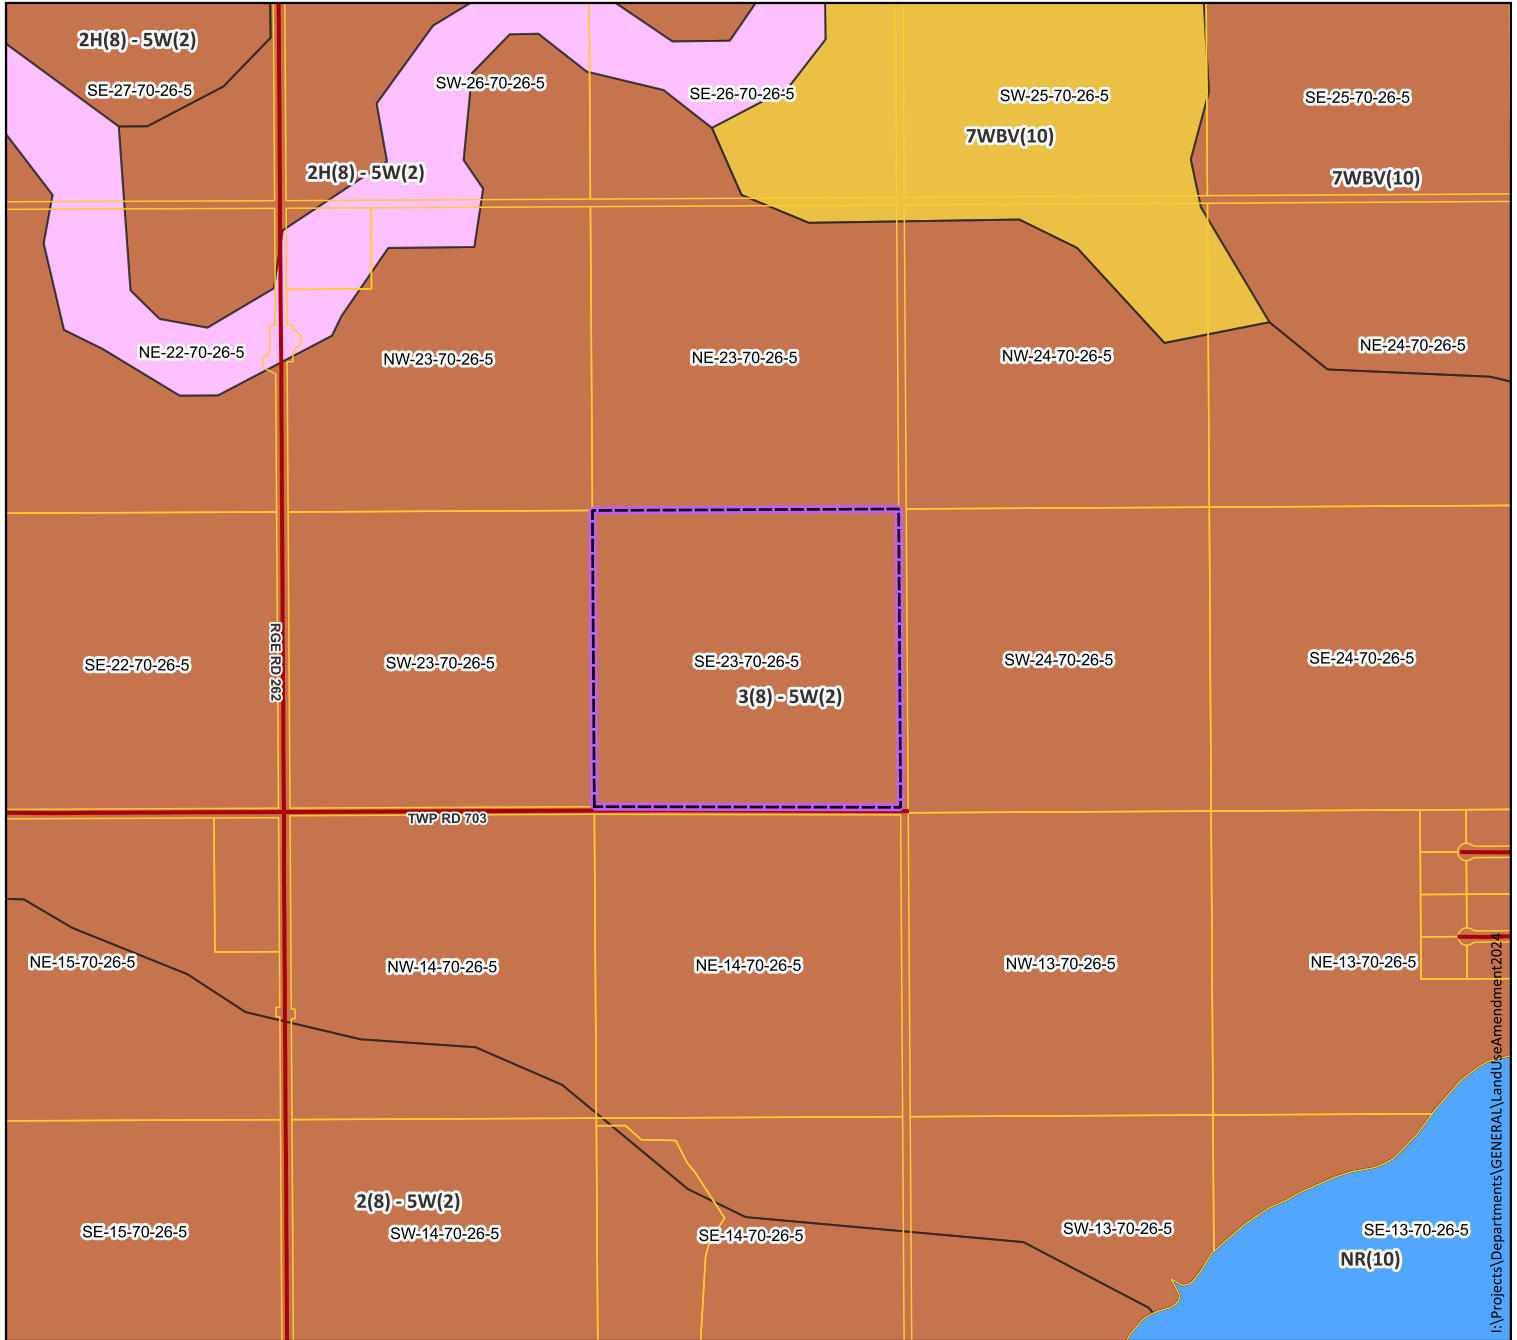 2H(8) - 5W(2)
SE-27-70-26-5
SW-26-70-26-5
SE-26-70-26-5
SW-25-70-26-5
SE-25-70-26-5
7WBV(10)
2H(8) - 5W(2)
7WBV(10)
NE-22-70-26-5
NW-23-70-26-5
NE-23-70-26-5
NW-24-70-26-5
NE-24-70-26-5
RGE RD 262
SE-22-70-26-5
SW-23-70-26-5
SE-23-70-26-5
SW-24-70-26-5
SE-24-70-26-5
3(8) - 5W(2)
TWP RD 703
NE-15-70-26-5
NW-14-70-26-5
NE-14-70-26-5
NW-13-70-26-5
NE-13-70-26-5
2(8) - 5W(2)
SE-15-70-26-5
SW-14-70-26-5
SE-14-70-26-5
SW-13-70-26-5
SE-13-70-26-5
NR(10)
I:\Projects\Departments\GENERAL\LandUseAmendment2024